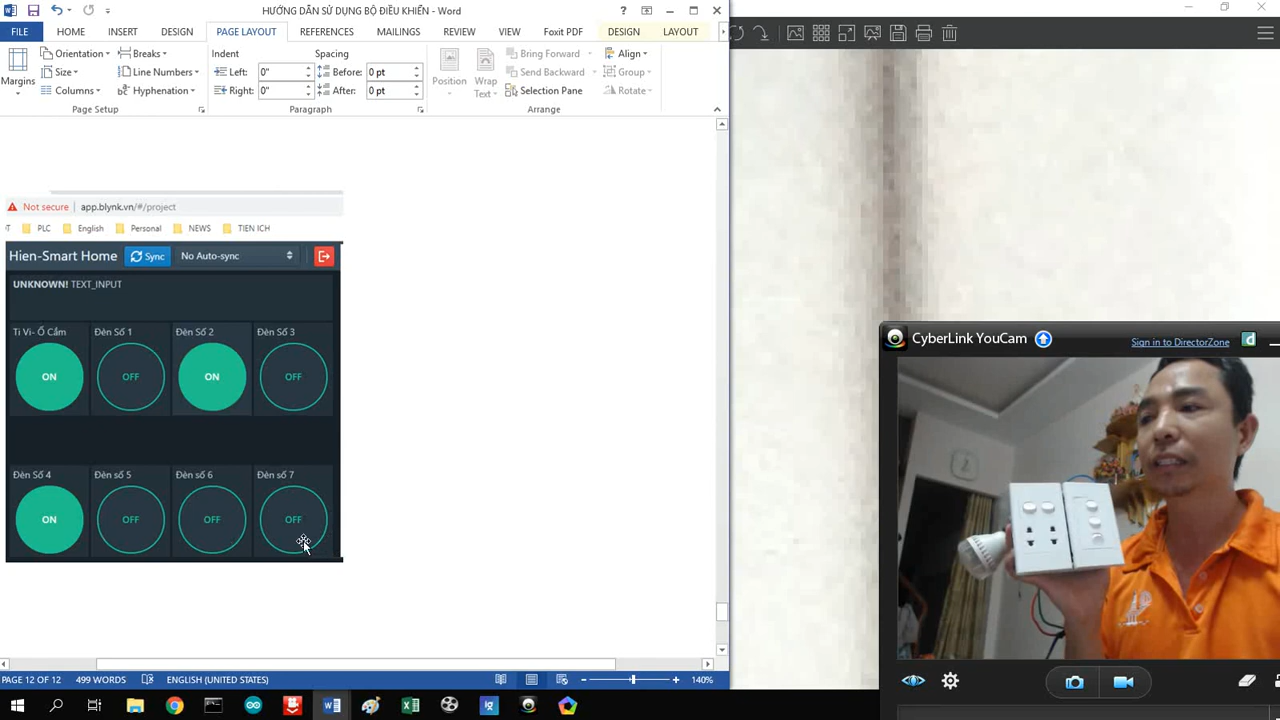 HƯỚNG DẪN SỬ DỤNG BỘ ĐIỀU KHIỂN - Word
FILE HOME INSERT DESIGN PAGE LAYOUT REFERENCES MAILINGS REVIEW VIEW Foxit PDF DESIGN LAYOUT
Margins
Orientation
Size
Columns
Breaks
Line Numbers
Hyphenation
Page Setup
Indent
Left: 0"
Right: 0"
Spacing
Before: 0 pt
After: 0 pt
Paragraph
Position
Wrap
Text
Bring Forward
Send Backward
Selection Pane
Align
Group
Rotate
Arrange
Not secure app.blynk.vn/#/project
PLC English Personal NEWS TIEN ICH
Hien-Smart Home Sync No Auto-sync
UNKNOWN! TEXT_INPUT
Ti Vi- Ổ Cắm Đèn Số 1 Đèn Số 2 Đèn Số 3
ON OFF ON OFF
Đèn Số 4 Đèn số 5 Đèn số 6 Đèn số 7
ON OFF OFF OFF
PAGE 12 OF 12 499 WORDS ENGLISH (UNITED STATES) 140%
CyberLink YouCam Sign in to DirectorZone